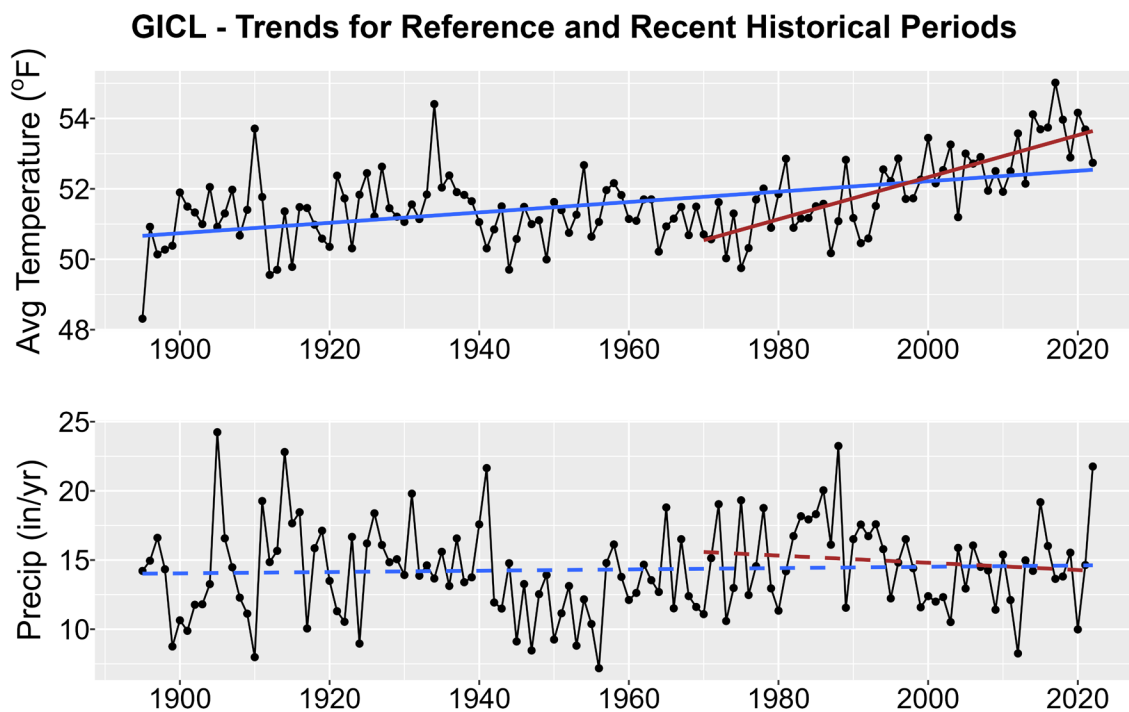 GICL - Trends for Reference and Recent Historical Periods
Avg Temperature (ºF)
54
52
50
48
1900 1920 1940 1960 1980 2000 2020
Precip (in/yr)
25
20
15
10
1900 1920 1940 1960 1980 2000 2020